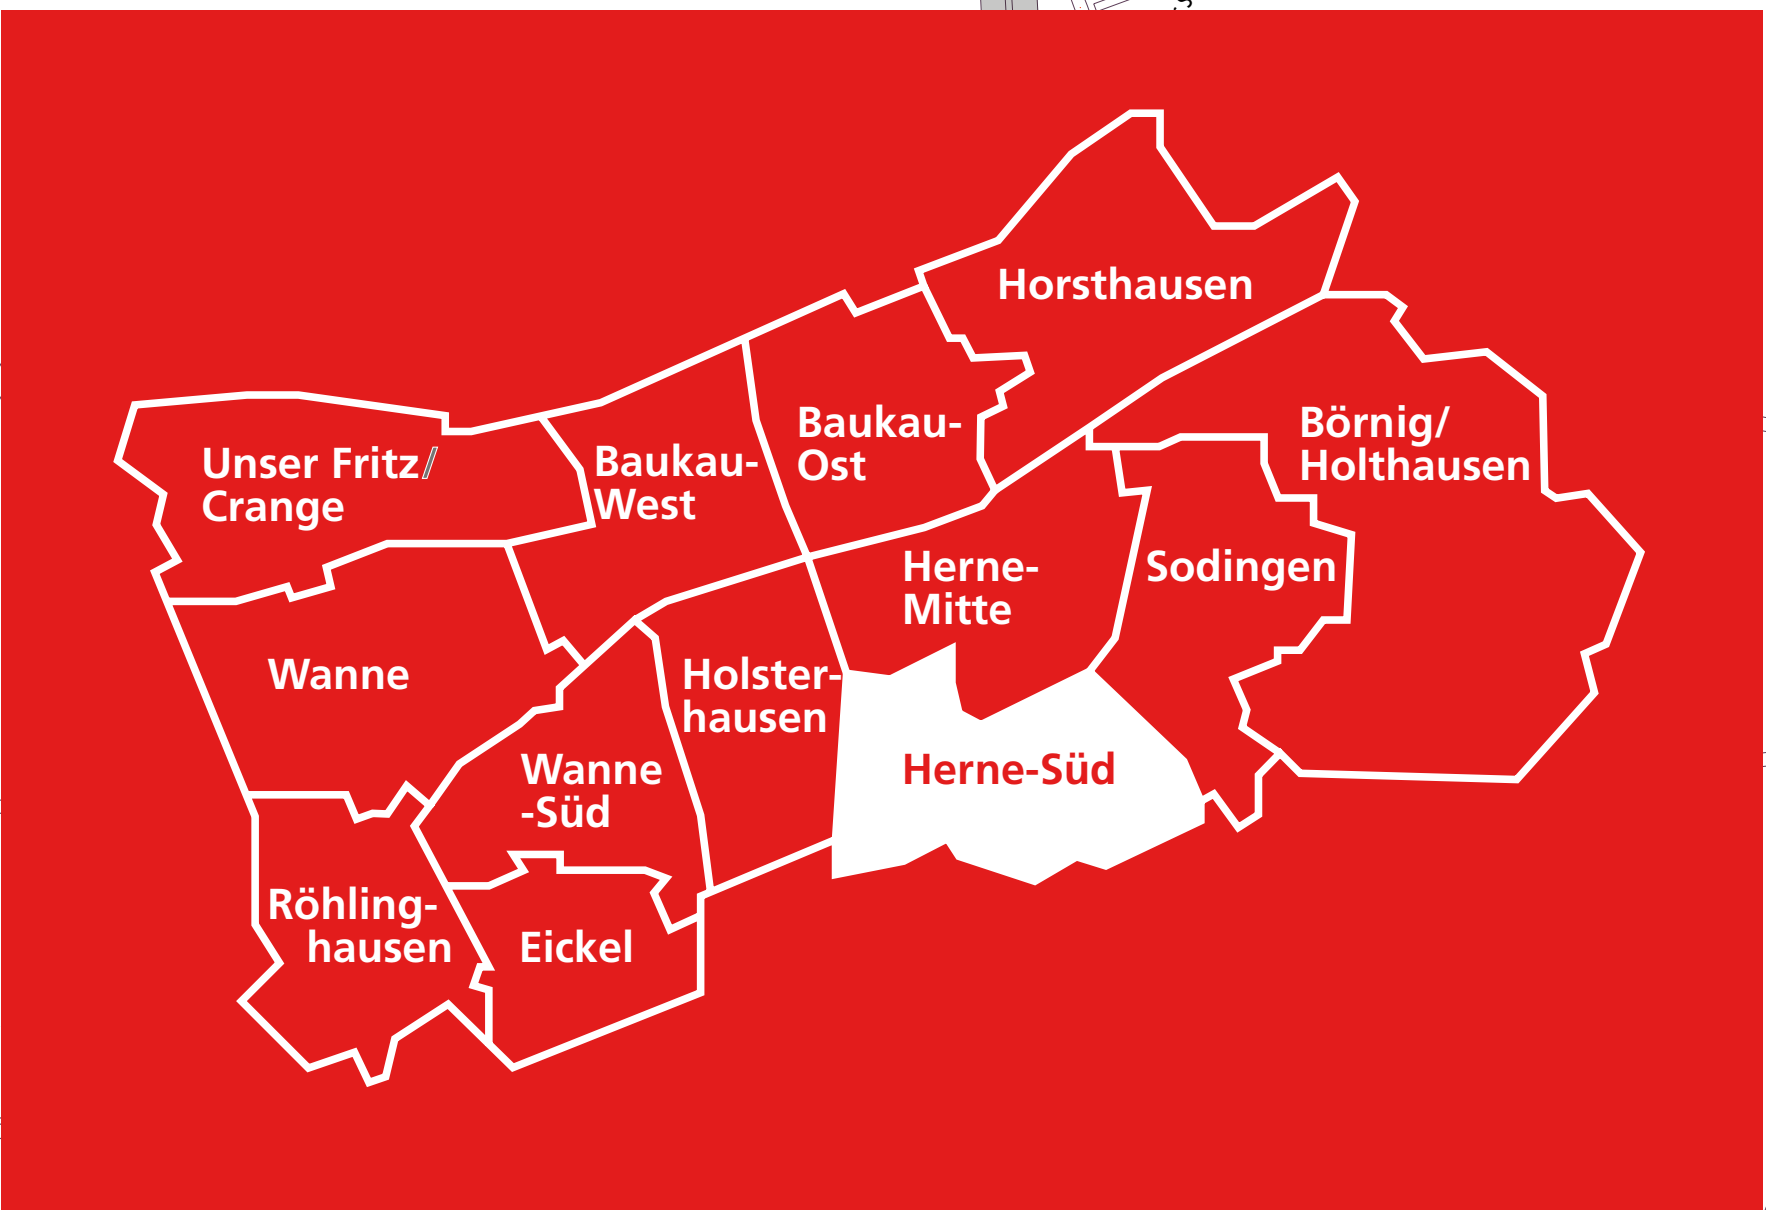 Horsthausen
Baukau-
Ost
Börnig/
Holthausen
Unser Fritz/
Crange
Baukau-
West
Herne-
Mitte
Sodingen
Wanne
Holster-
hausen
Wanne
-Süd
Herne-Süd
Röhling-
hausen
Eickel